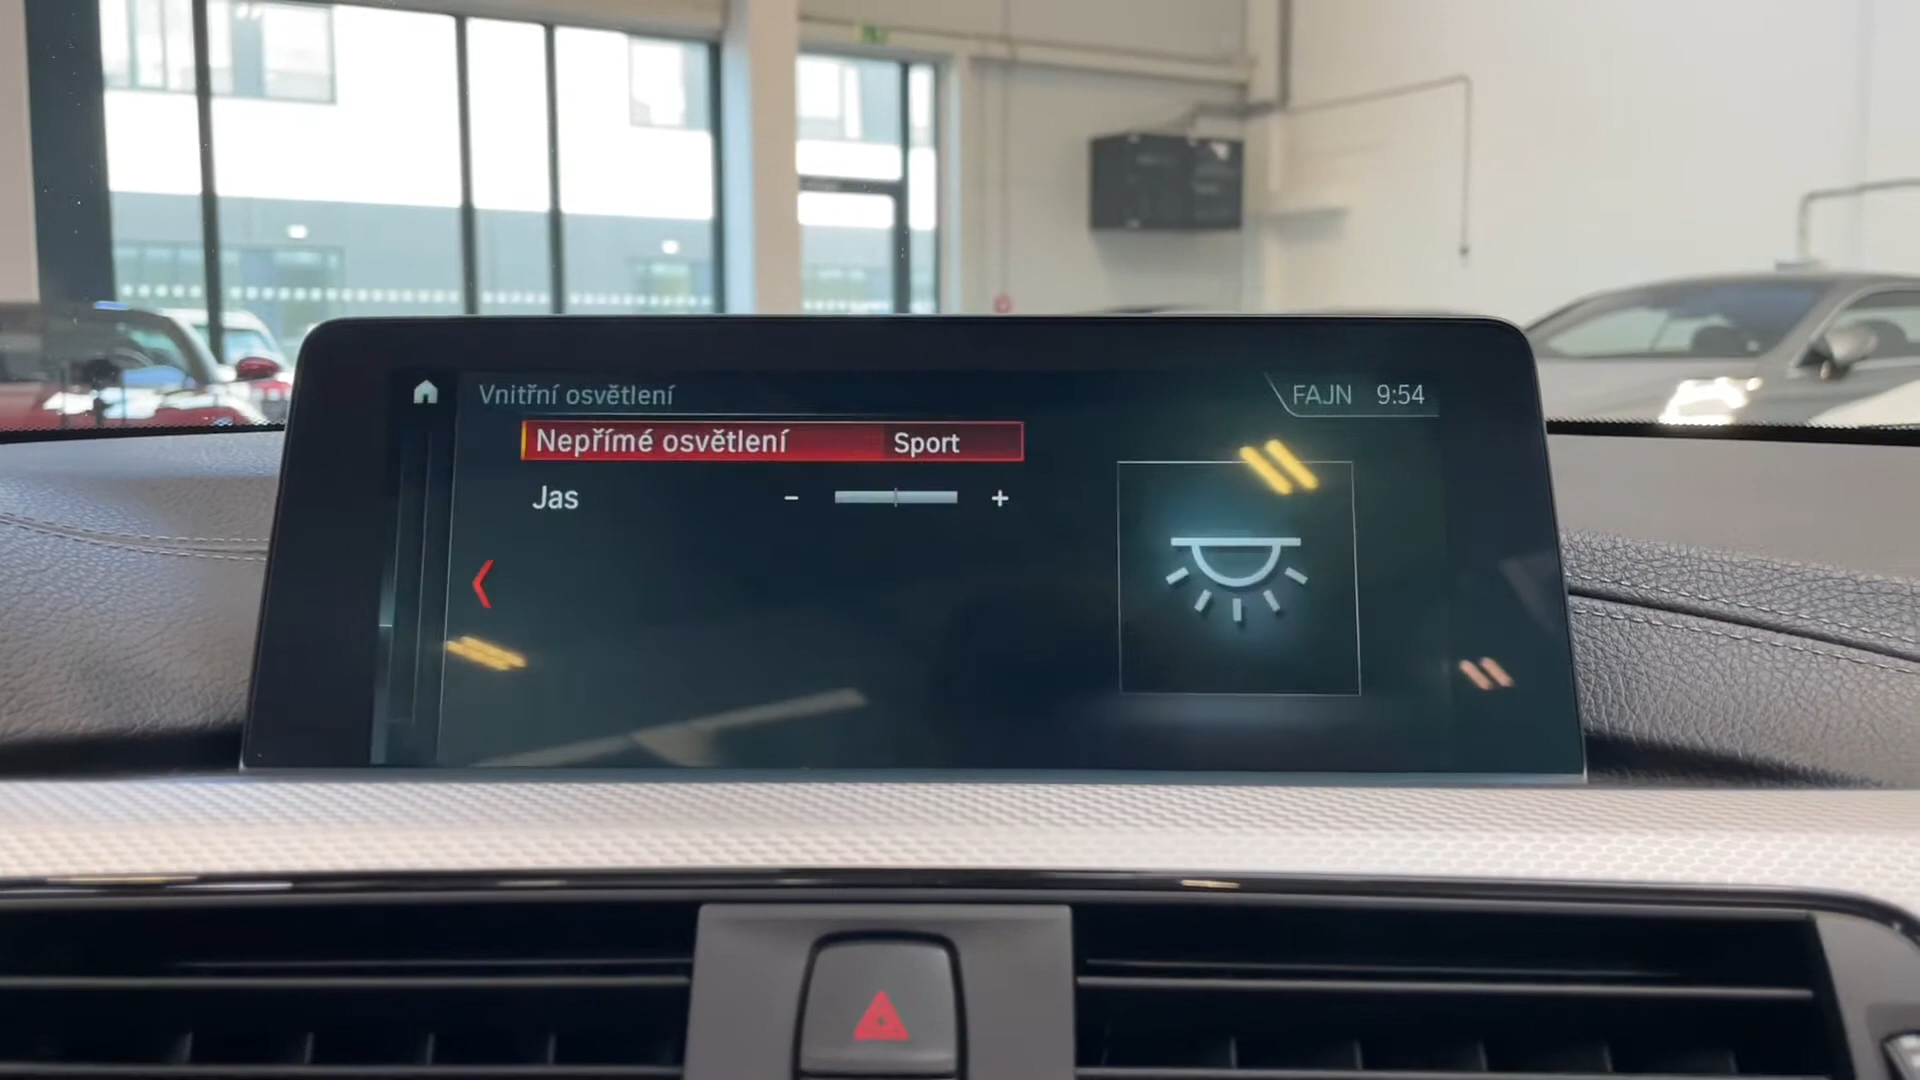 Vnitřní osvětlení
FAJN 9:54
Nepřímé osvětlení Sport
Jas - +